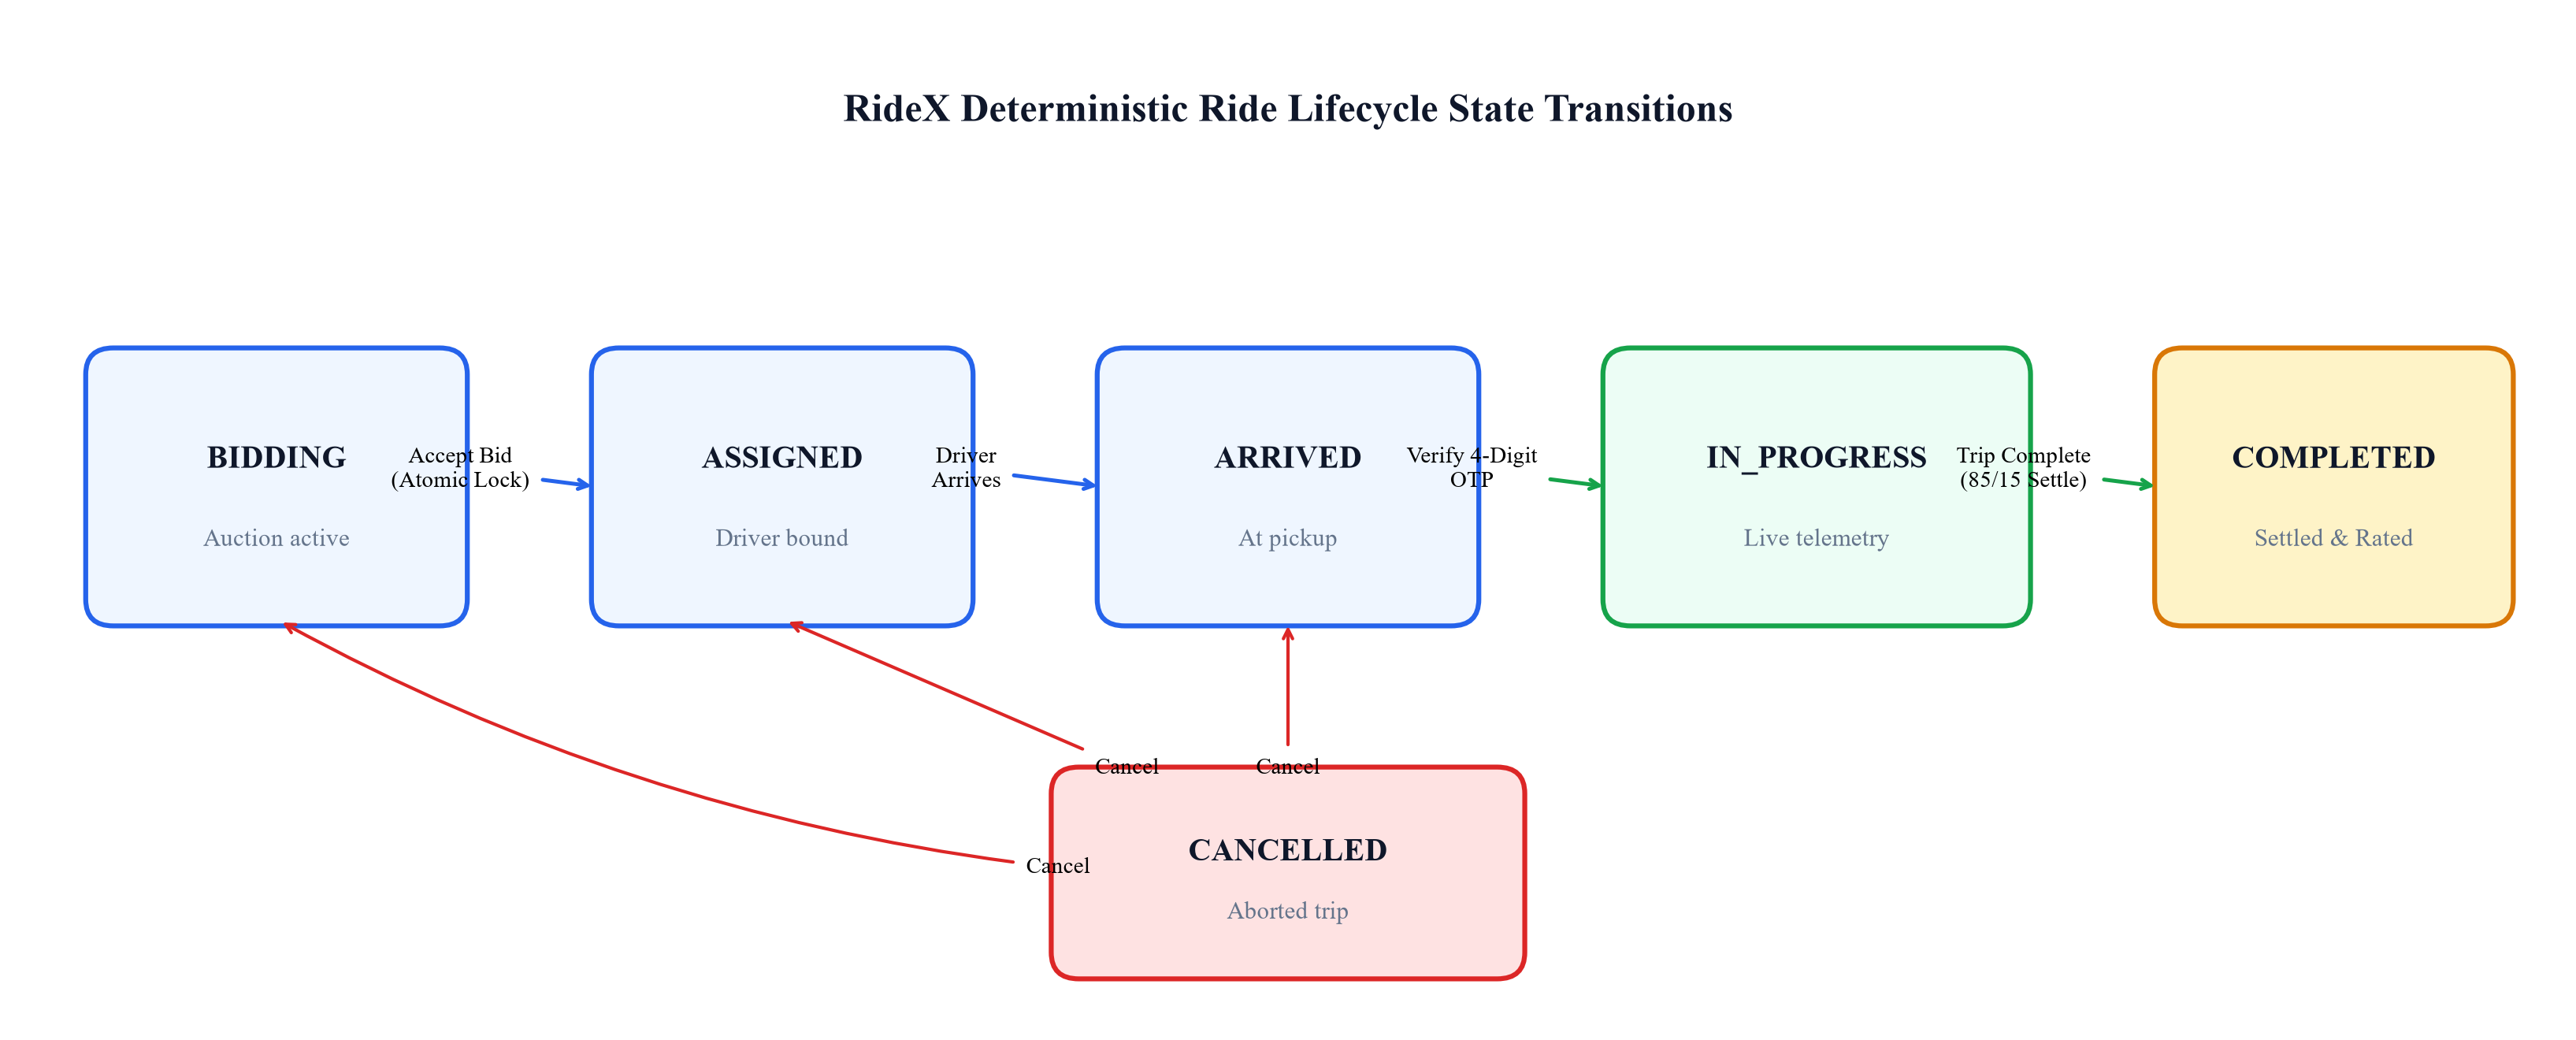 RideX Deterministic Ride Lifecycle State Transitions
BIDDING
Auction active
Accept Bid
(Atomic Lock)
ASSIGNED
Driver bound
Driver
Arrives
ARRIVED
At pickup
Verify 4-Digit
OTP
IN_PROGRESS
Live telemetry
Trip Complete
(85/15 Settle)
COMPLETED
Settled & Rated
Cancel
Cancel
Cancel
CANCELLED
Aborted trip